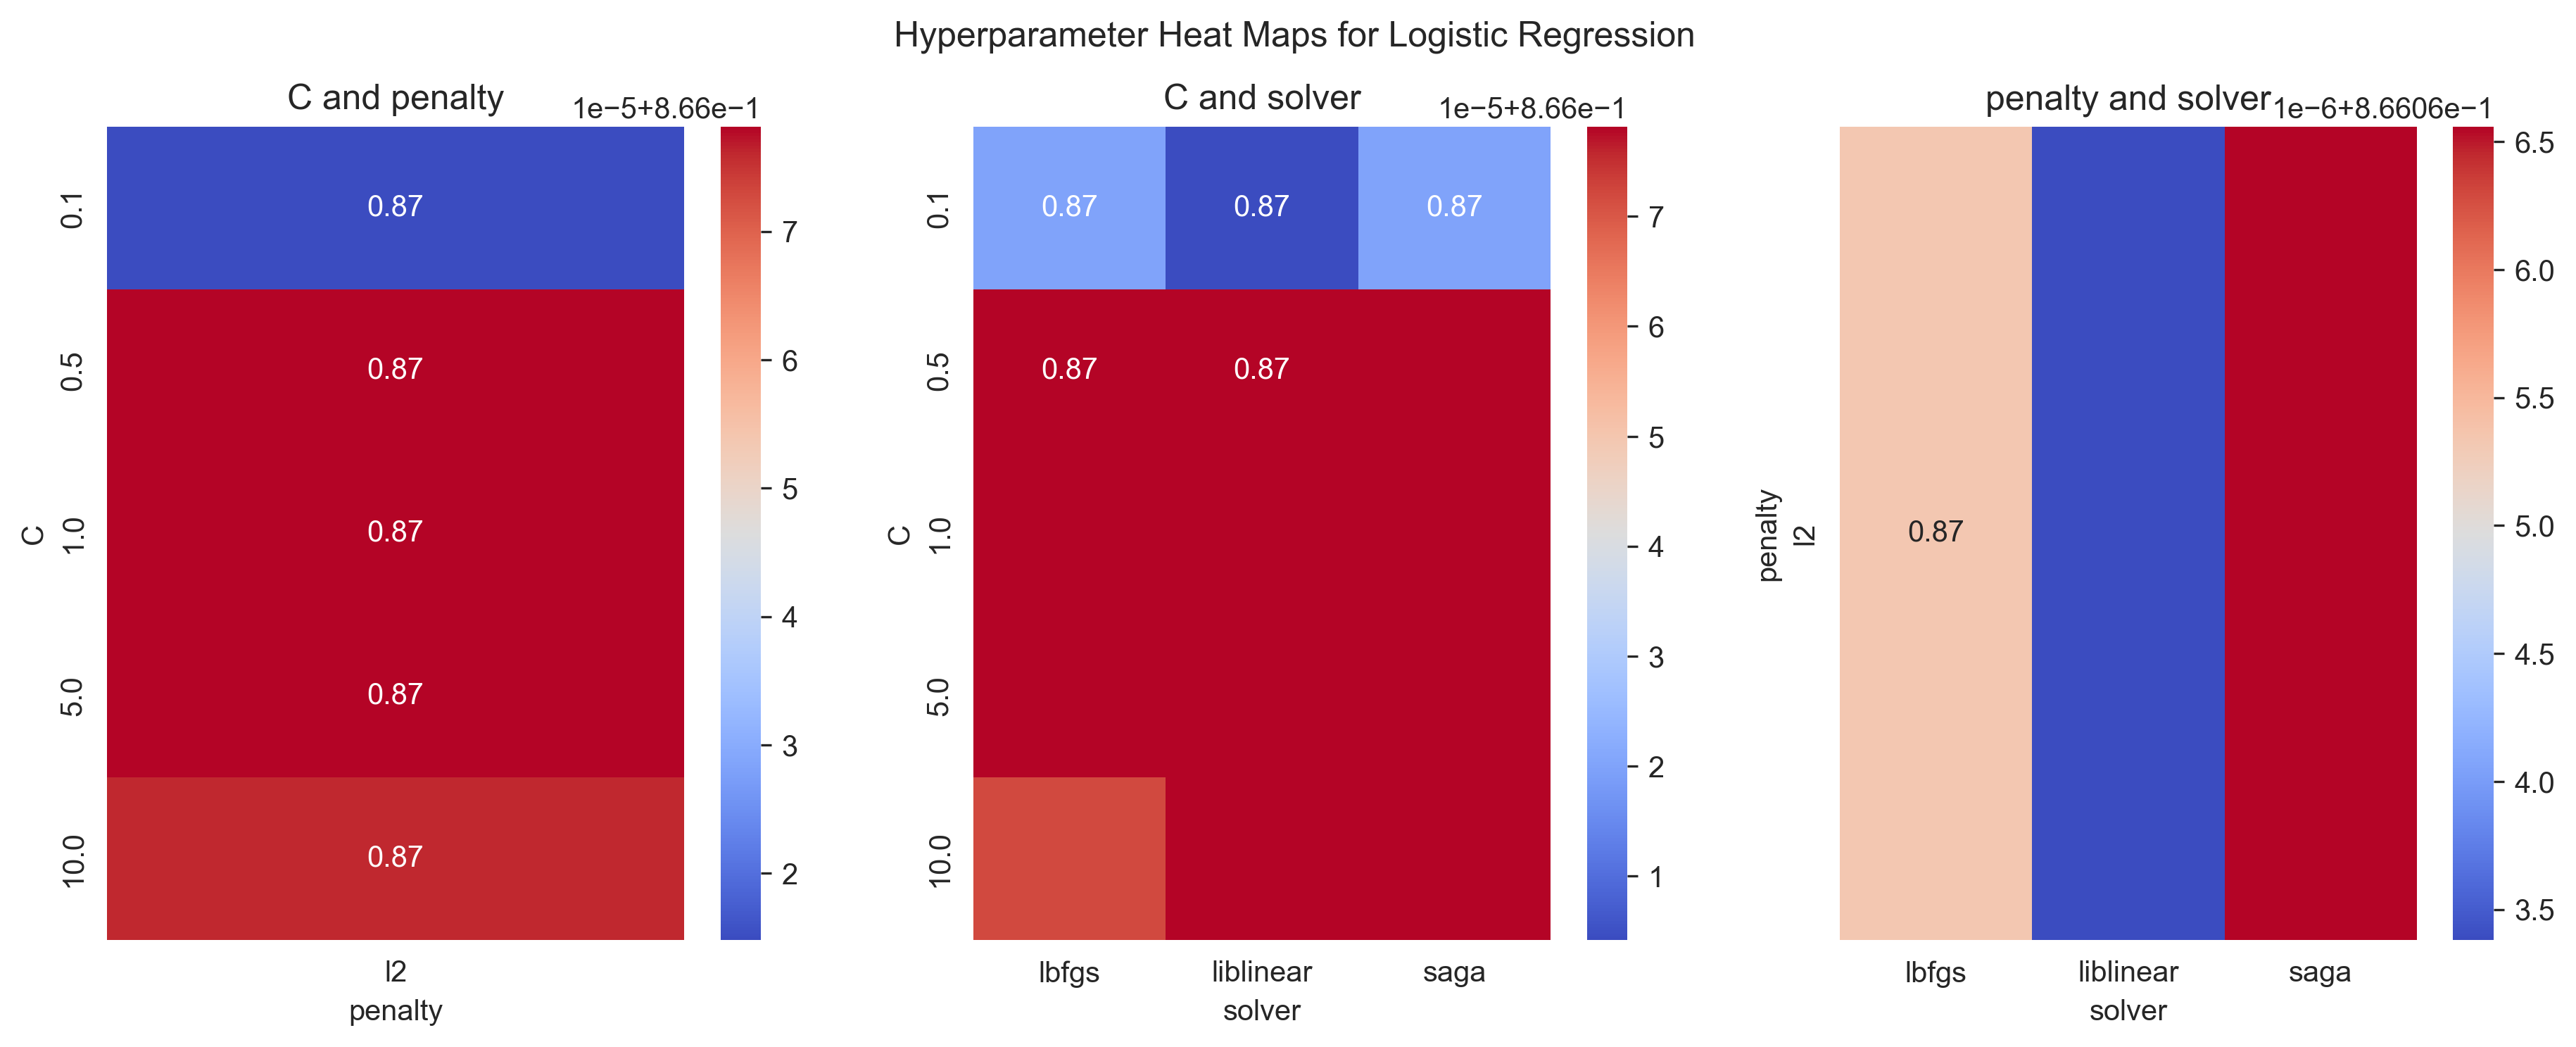 Hyperparameter Heat Maps for Logistic Regression
C and penalty
1e−5+8.66e−1
C
0.1
0.5
1.0
5.0
10.0
0.87
0.87
0.87
0.87
0.87
l2
penalty
7
6
5
4
3
2
C and solver
1e−5+8.66e−1
C
0.1
0.5
1.0
5.0
10.0
0.87 0.87 0.87
0.87 0.87
lbfgs liblinear saga
solver
7
6
5
4
3
2
1
penalty and solver
1e−6+8.6606e−1
penalty
l2
0.87
lbfgs liblinear saga
solver
6.5
6.0
5.5
5.0
4.5
4.0
3.5